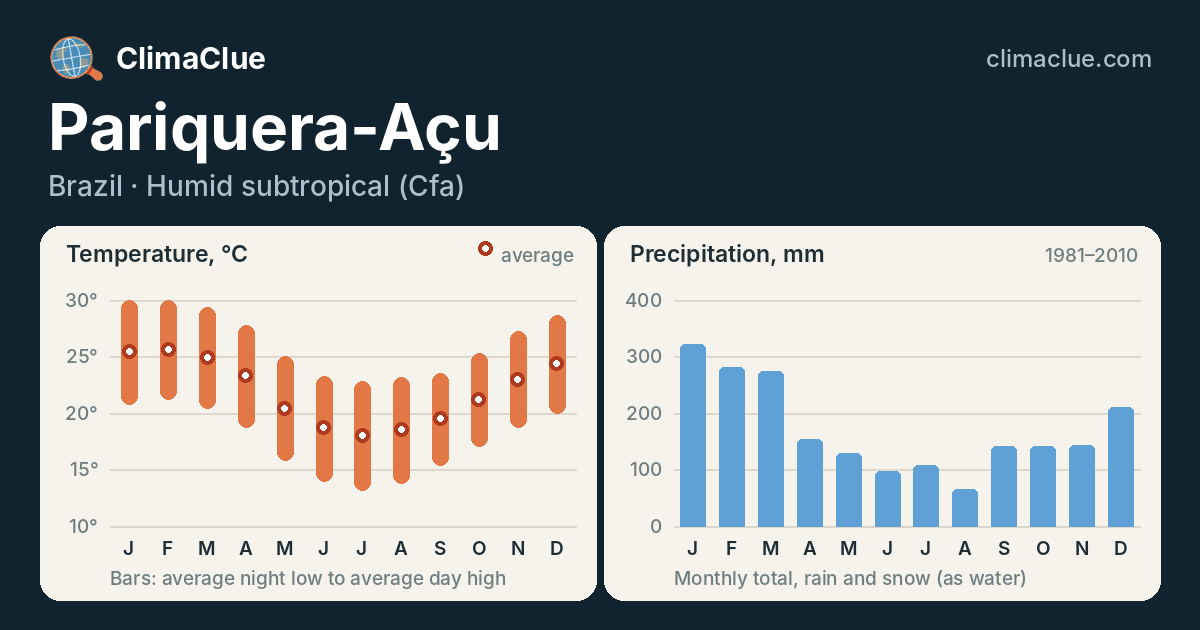 ClimaClue
climaclue.com
Pariquera-Açu
Brazil · Humid subtropical (Cfa)
Temperature, °C
average
30°
25°
20°
15°
10°
J F M A M J J A S O N D
Bars: average night low to average day high
Precipitation, mm
1981–2010
400
300
200
100
0
J F M A M J J A S O N D
Monthly total, rain and snow (as water)